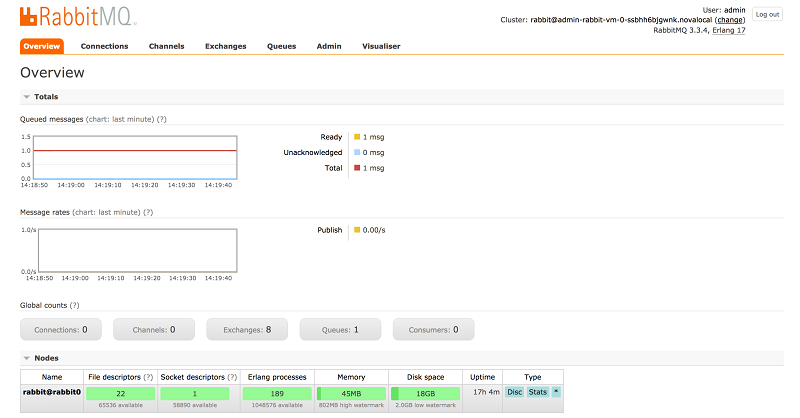 RabbitMQ
User: admin
Log out
Cluster: rabbit@admin-rabbit-vm-0-ssbhh6bjgwnk.novalocal (change)
RabbitMQ 3.3.4, Erlang 17
Overview Connections Channels Exchanges Queues Admin Visualiser
Overview
Totals
Queued messages (chart: last minute) (?)
1.5
1.0
0.5
0.0
14:18:50 14:19:00 14:19:10 14:19:20 14:19:30 14:19:40
Ready 1 msg
Unacknowledged 0 msg
Total 1 msg
Message rates (chart: last minute) (?)
1.0/s
0.0/s
14:18:50 14:19:00 14:19:10 14:19:20 14:19:30 14:19:40
Publish 0.00/s
Global counts (?)
Connections: 0 Channels: 0 Exchanges: 8 Queues: 1 Consumers: 0
Nodes
Name File descriptors (?) Socket descriptors (?) Erlang processes Memory Disk space Uptime Type
rabbit@rabbit0 22 1 189 45MB 18GB 17h 4m Disc Stats *
65536 available 58890 available 1048576 available 802MB high watermark 2.0GB low watermark